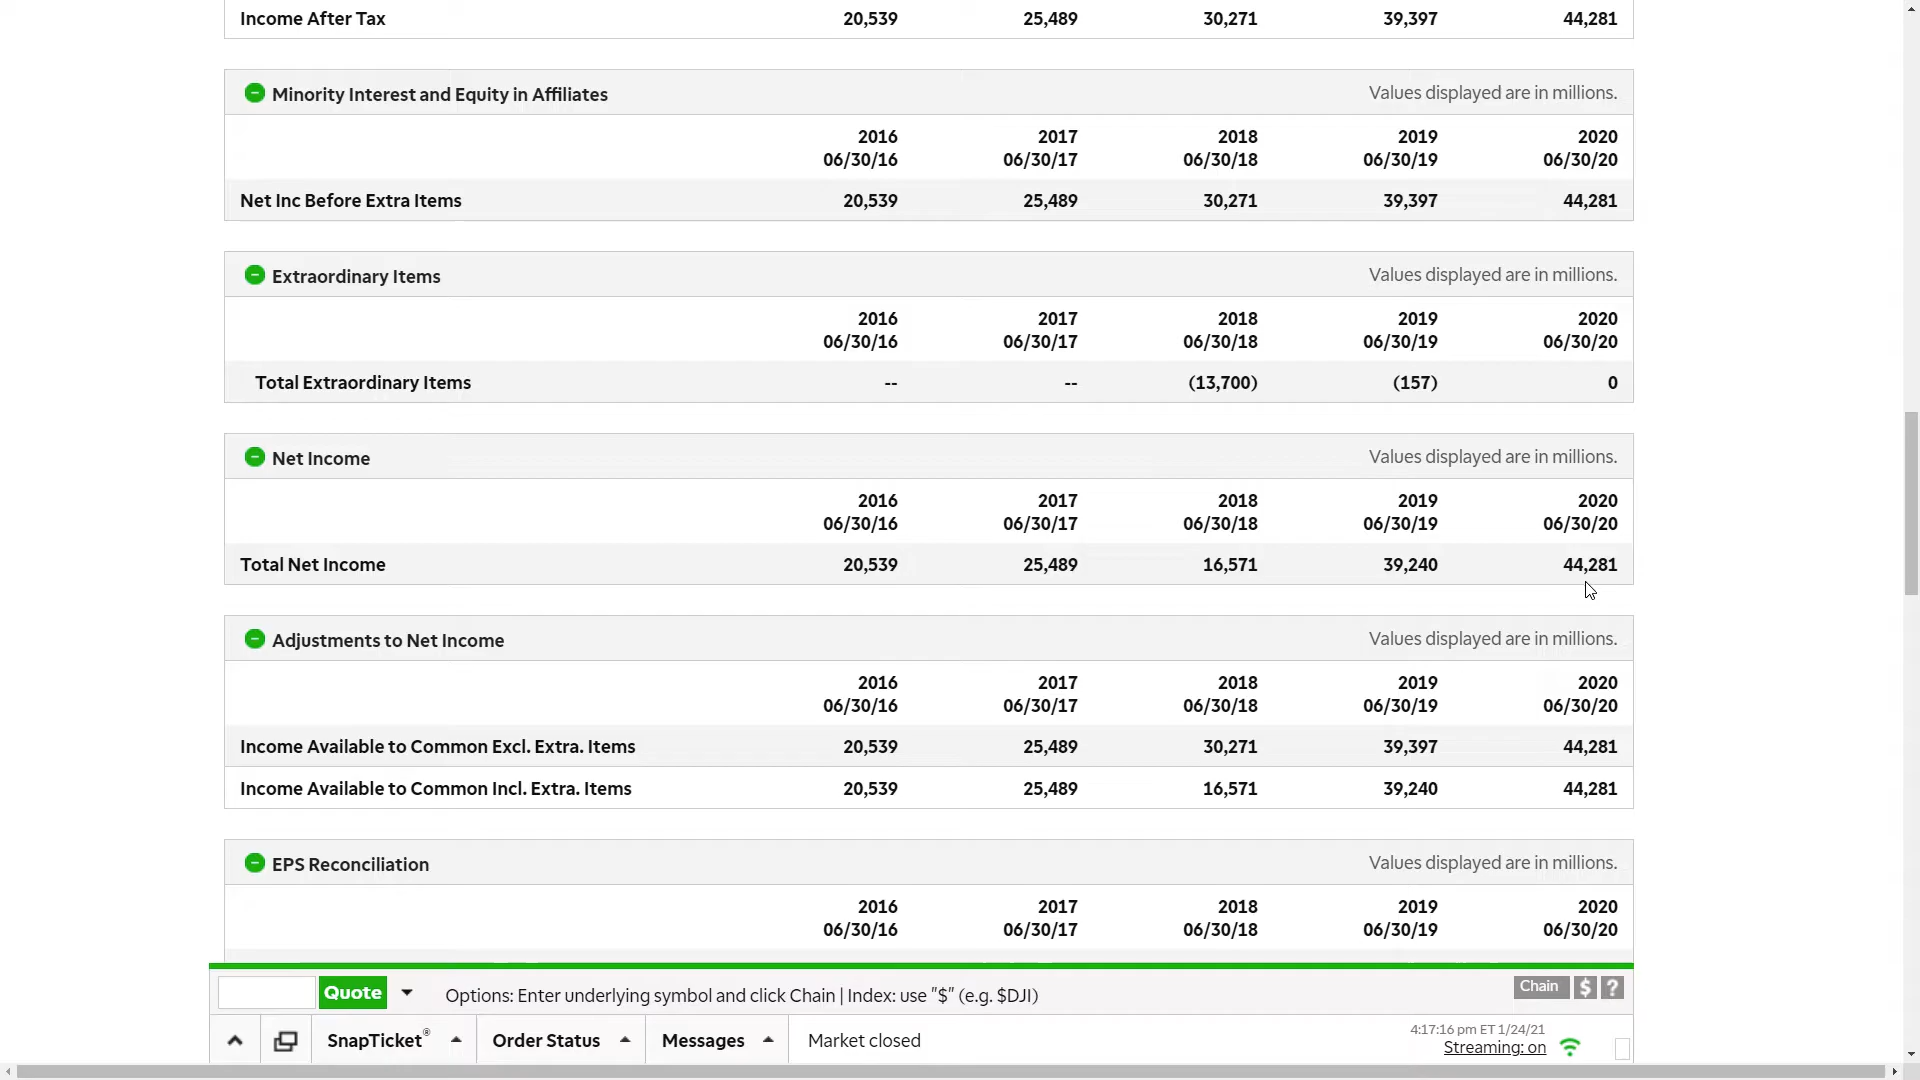 Income After Tax 20,539 25,489 30,271 39,397 44,281
Minority Interest and Equity in Affiliates Values displayed are in millions.
2016 2017 2018 2019 2020
06/30/16 06/30/17 06/30/18 06/30/19 06/30/20
Net Inc Before Extra Items 20,539 25,489 30,271 39,397 44,281
Extraordinary Items Values displayed are in millions.
2016 2017 2018 2019 2020
06/30/16 06/30/17 06/30/18 06/30/19 06/30/20
Total Extraordinary Items -- -- (13,700) (157) 0
Net Income Values displayed are in millions.
2016 2017 2018 2019 2020
06/30/16 06/30/17 06/30/18 06/30/19 06/30/20
Total Net Income 20,539 25,489 16,571 39,240 44,281
Adjustments to Net Income Values displayed are in millions.
2016 2017 2018 2019 2020
06/30/16 06/30/17 06/30/18 06/30/19 06/30/20
Income Available to Common Excl. Extra. Items 20,539 25,489 30,271 39,397 44,281
Income Available to Common Incl. Extra. Items 20,539 25,489 16,571 39,240 44,281
EPS Reconciliation Values displayed are in millions.
2016 2017 2018 2019 2020
06/30/16 06/30/17 06/30/18 06/30/19 06/30/20
Quote Options: Enter underlying symbol and click Chain | Index: use "$" (e.g. $DJI) Chain $ ?
SnapTicket® Order Status Messages Market closed 4:17:16 pm ET 1/24/21
Streaming: on